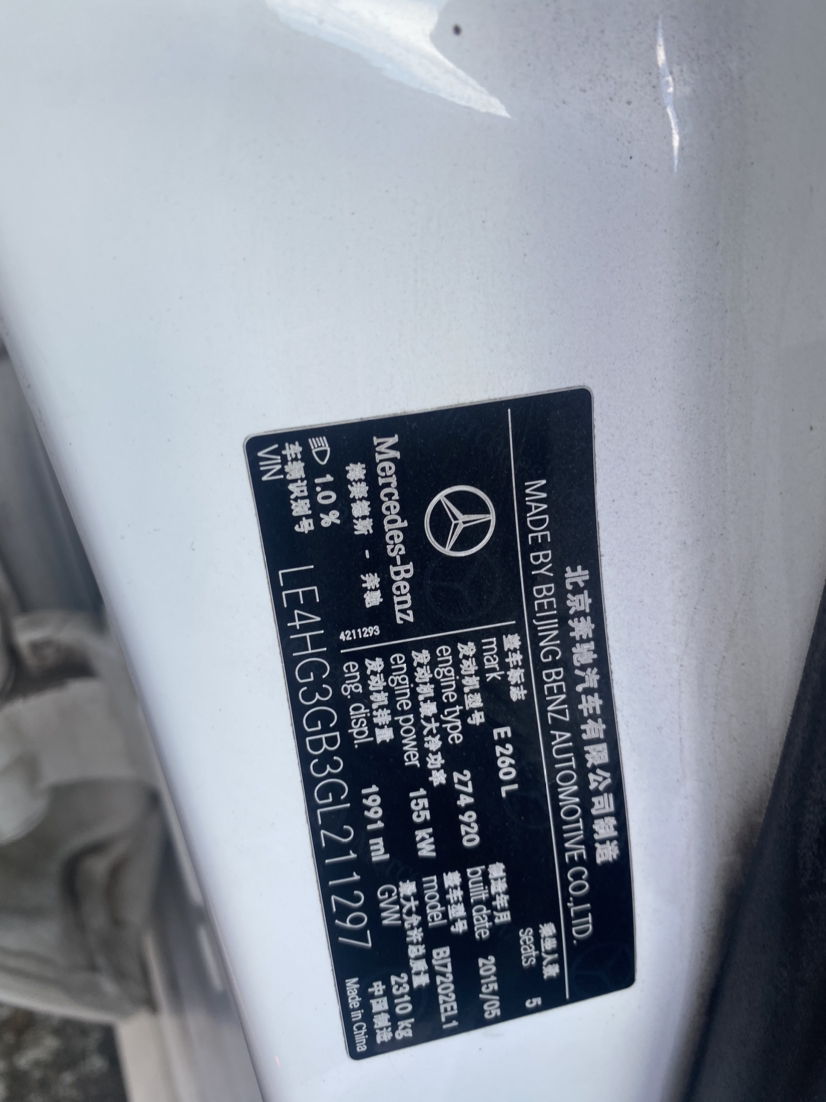 北京奔驰汽车有限公司制造
MADE BY BEIJING BENZ AUTOMOTIVE CO.,LTD.
乘坐人数
seats 5
整车标志
mark E 260 L
制造年月
built date 2015/05
发动机型号
engine type 274 920
整车型号
model BJ7202EL1
发动机最大净功率
engine power 155 kW
最大允许总质量
GVW 2310 kg
发动机排量
eng. displ. 1991 ml
中国制造
Made in China
Mercedes-Benz
梅赛德斯 - 奔驰
4211293
1.0 %
车辆识别号
VIN LE4HG3GB3GL211297